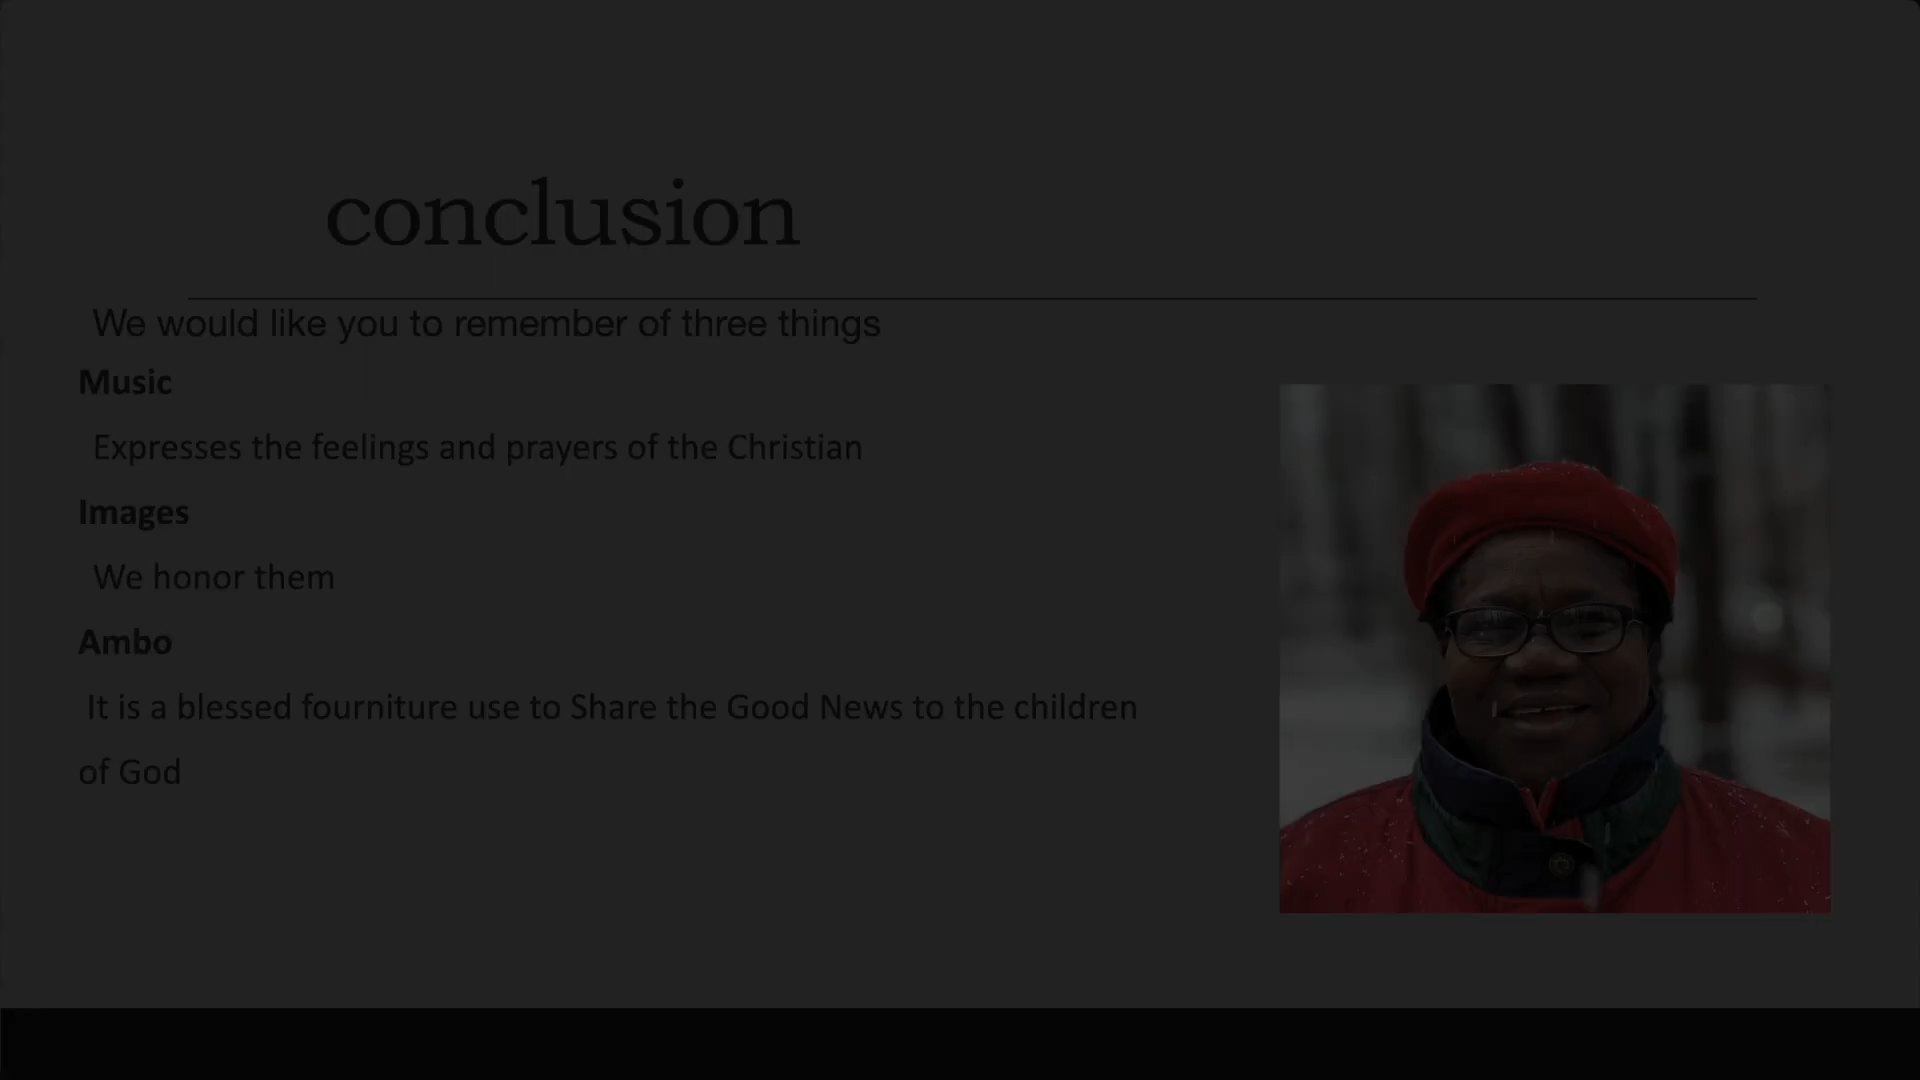 conclusion
We would like you to remember of three things
Music
Expresses the feelings and prayers of the Christian
Images
We honor them
Ambo
It is a blessed fourniture use to Share the Good News to the children
of God